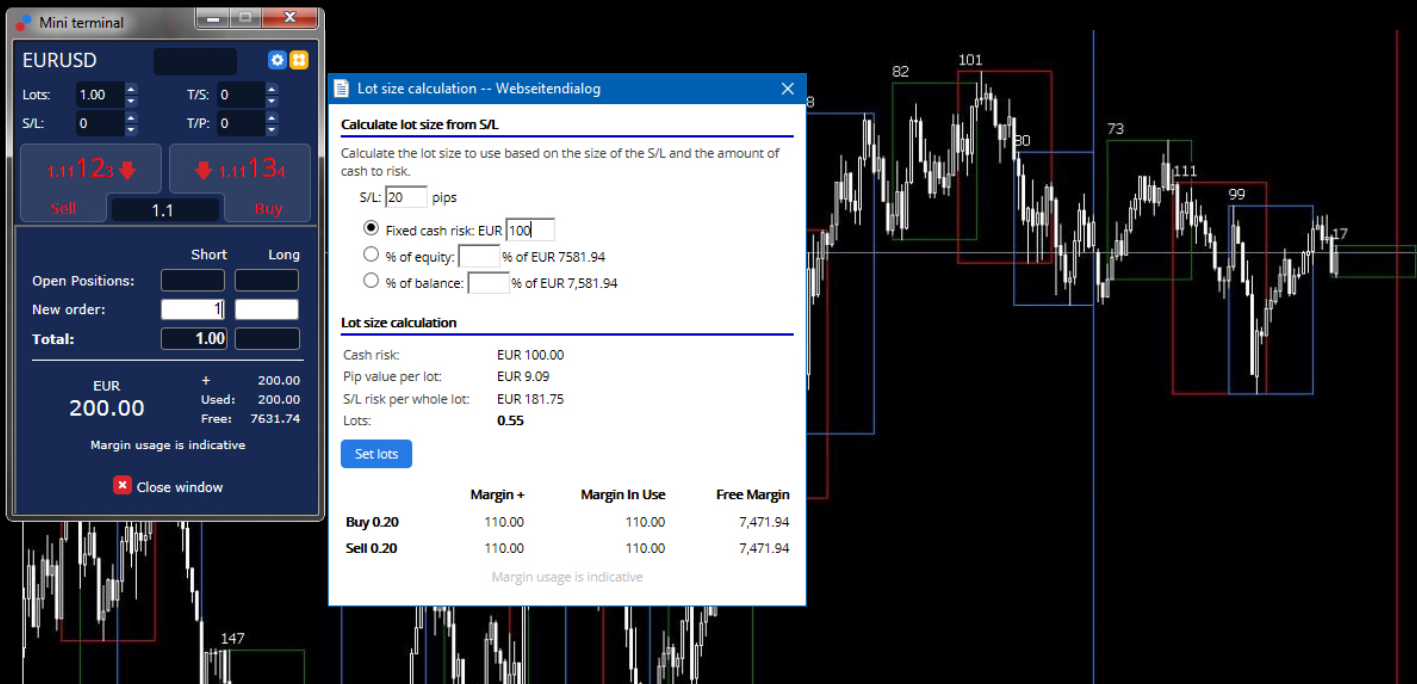 Mini terminal
EURUSD
Lots: 1.00 T/S: 0
S/L: 0 T/P: 0
1.11123 1.11134
Sell 1.1 Buy
Short Long
Open Positions:
New order: 1
Total: 1.00
EUR
200.00
+ 200.00
Used: 200.00
Free: 7631.74
Margin usage is indicative
Close window
Lot size calculation -- Webseitendialog
Calculate lot size from S/L
Calculate the lot size to use based on the size of the S/L and the amount of
cash to risk.
S/L: 20 pips
Fixed cash risk: EUR 100
% of equity: % of EUR 7581.94
% of balance: % of EUR 7,581.94
Lot size calculation
Cash risk: EUR 100.00
Pip value per lot: EUR 9.09
S/L risk per whole lot: EUR 181.75
Lots: 0.55
Set lots
Margin + Margin In Use Free Margin
Buy 0.20 110.00 110.00 7,471.94
Sell 0.20 110.00 110.00 7,471.94
Margin usage is indicative
8
82
101
80
73
111
99
17
147